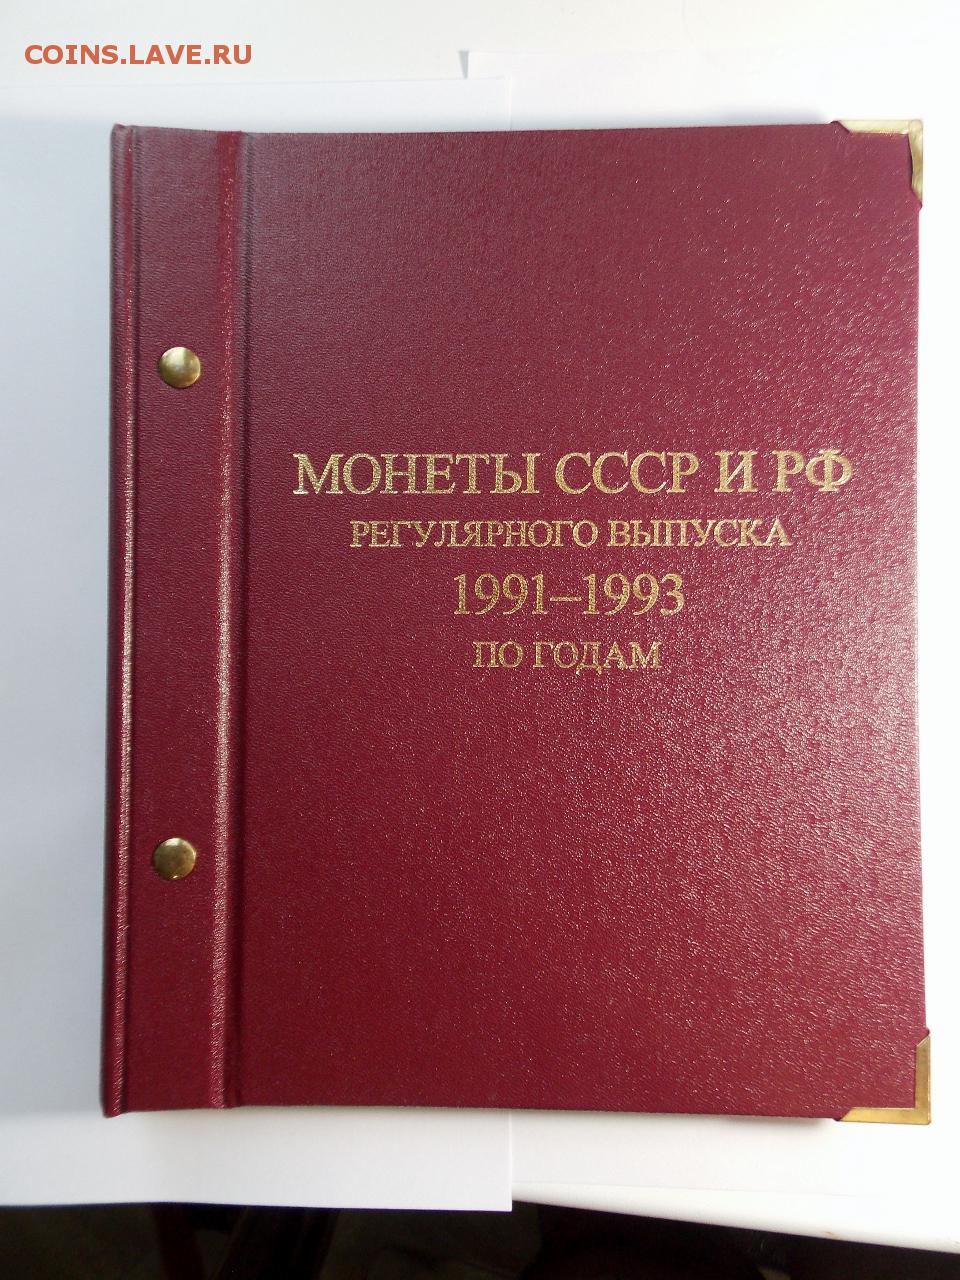 COINS.LAVE.RU
МОНЕТЫ СССР И РФ
РЕГУЛЯРНОГО ВЫПУСКА
1991–1993
ПО ГОДАМ